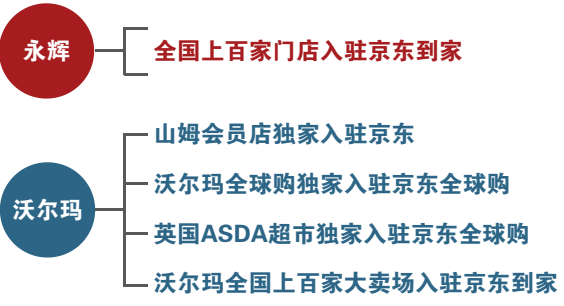 永辉
全国上百家门店入驻京东到家
沃尔玛
山姆会员店独家入驻京东
沃尔玛全球购独家入驻京东全球购
英国ASDA超市独家入驻京东全球购
沃尔玛全国上百家大卖场入驻京东到家